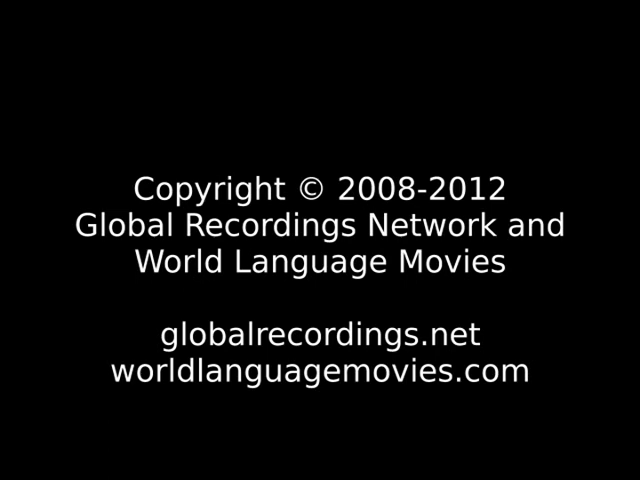 Copyright © 2008-2012
Global Recordings Network and
World Language Movies
globalrecordings.net
worldlanguagemovies.com